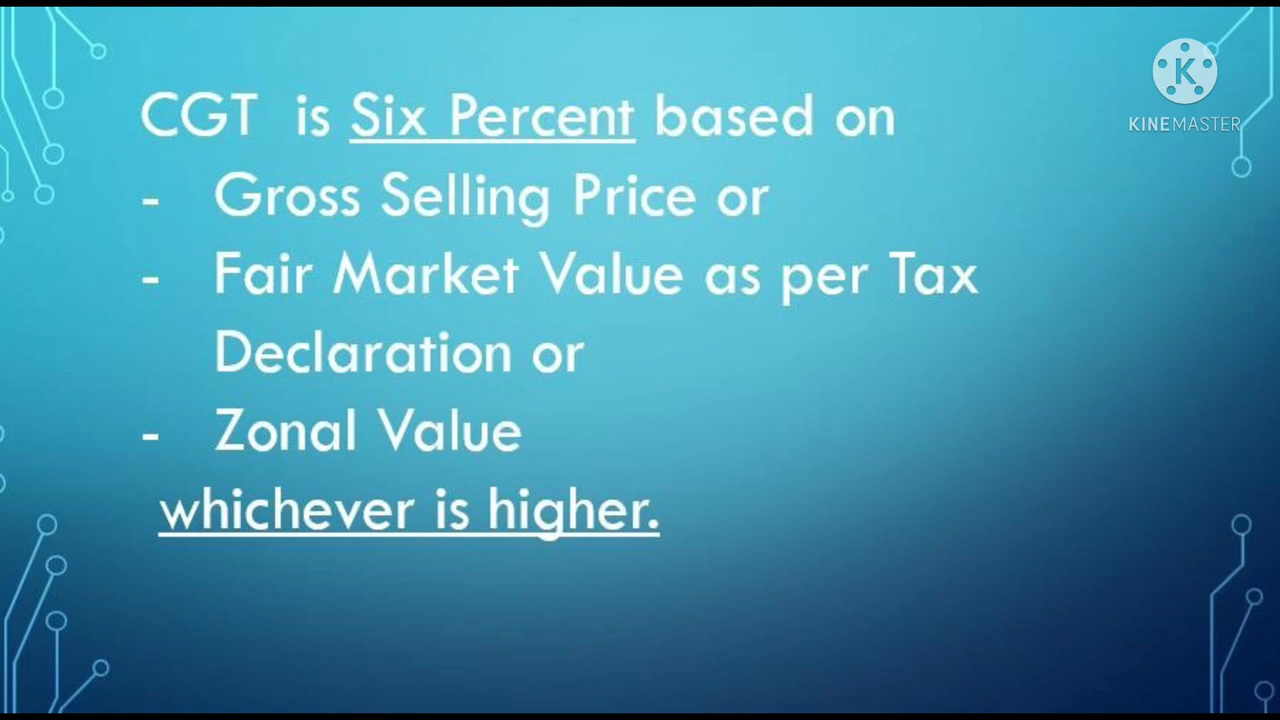 CGT is Six Percent based on
- Gross Selling Price or
- Fair Market Value as per Tax
Declaration or
- Zonal Value
whichever is higher.
K
KINEMASTER